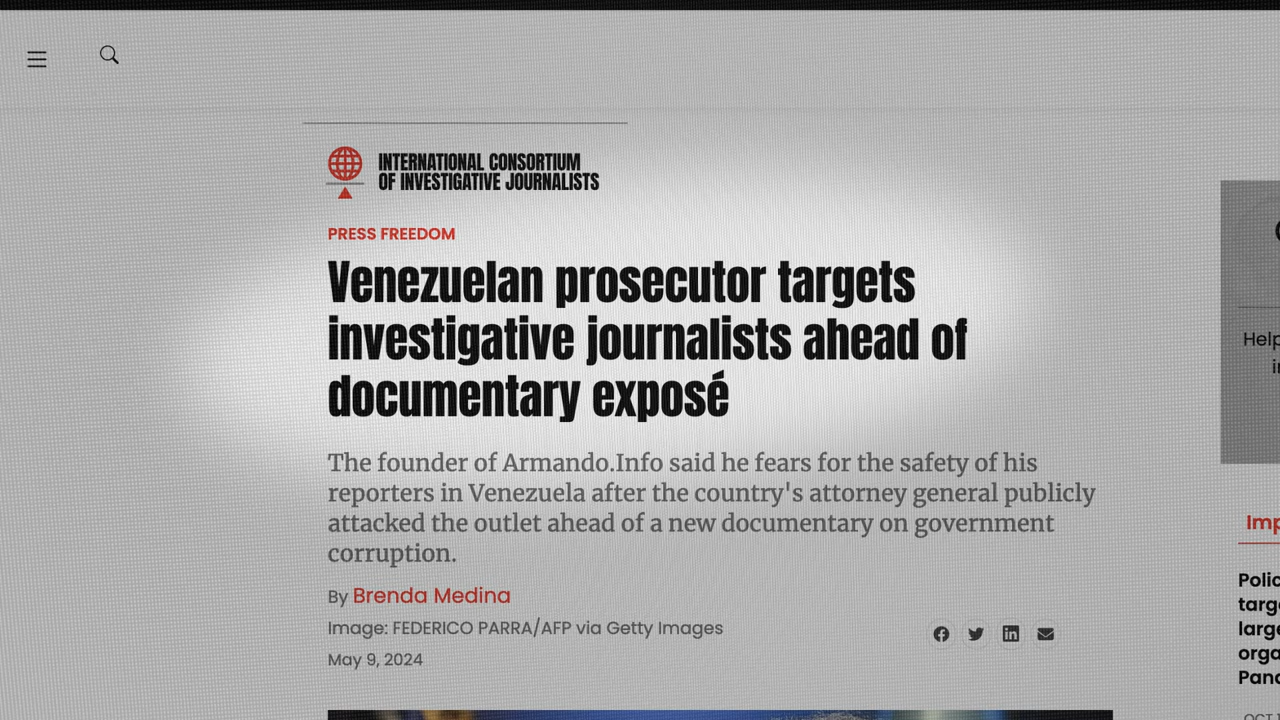 INTERNATIONAL CONSORTIUM
OF INVESTIGATIVE JOURNALISTS
PRESS FREEDOM
Venezuelan prosecutor targets
investigative journalists ahead of
documentary exposé
The founder of Armando.Info said he fears for the safety of his
reporters in Venezuela after the country's attorney general publicly
attacked the outlet ahead of a new documentary on government
corruption.
By Brenda Medina
Image: FEDERICO PARRA/AFP via Getty Images
May 9, 2024
Help